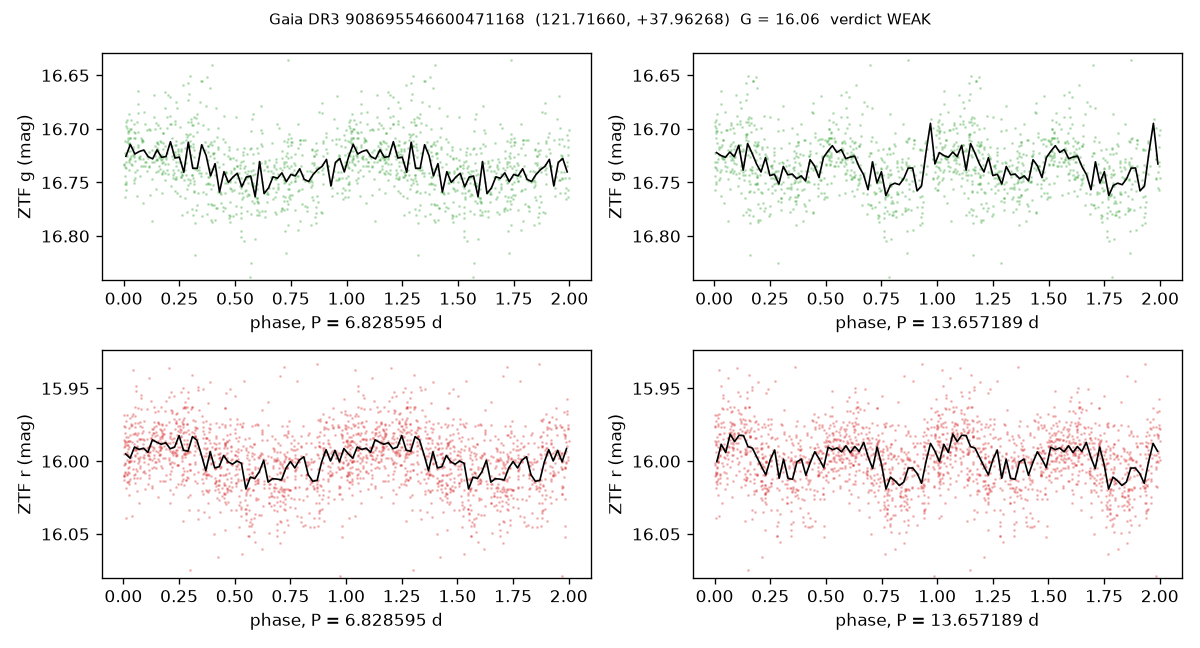 Gaia DR3 908695546600471168  (121.71660, +37.96268)  G = 16.06  verdict WEAK
ZTF g (mag)
16.65
16.70
16.75
16.80
0.00 0.25 0.50 0.75 1.00 1.25 1.50 1.75 2.00
phase, P = 6.828595 d
ZTF g (mag)
16.65
16.70
16.75
16.80
0.00 0.25 0.50 0.75 1.00 1.25 1.50 1.75 2.00
phase, P = 13.657189 d
ZTF r (mag)
15.95
16.00
16.05
0.00 0.25 0.50 0.75 1.00 1.25 1.50 1.75 2.00
phase, P = 6.828595 d
ZTF r (mag)
15.95
16.00
16.05
0.00 0.25 0.50 0.75 1.00 1.25 1.50 1.75 2.00
phase, P = 13.657189 d